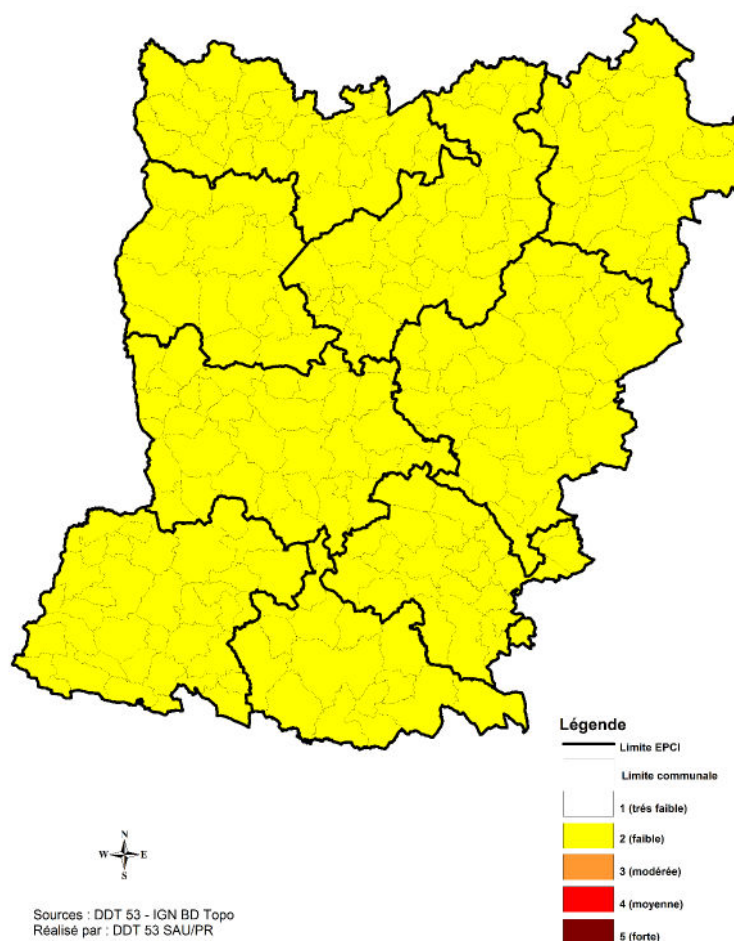 Légende
Limite EPCI
Limite communale
1 (trés faible)
2 (faible)
3 (modérée)
4 (moyenne)
5 (forte)
N
W E
S
Sources : DDT 53 - IGN BD Topo
Réalisé par : DDT 53 SAU/PR